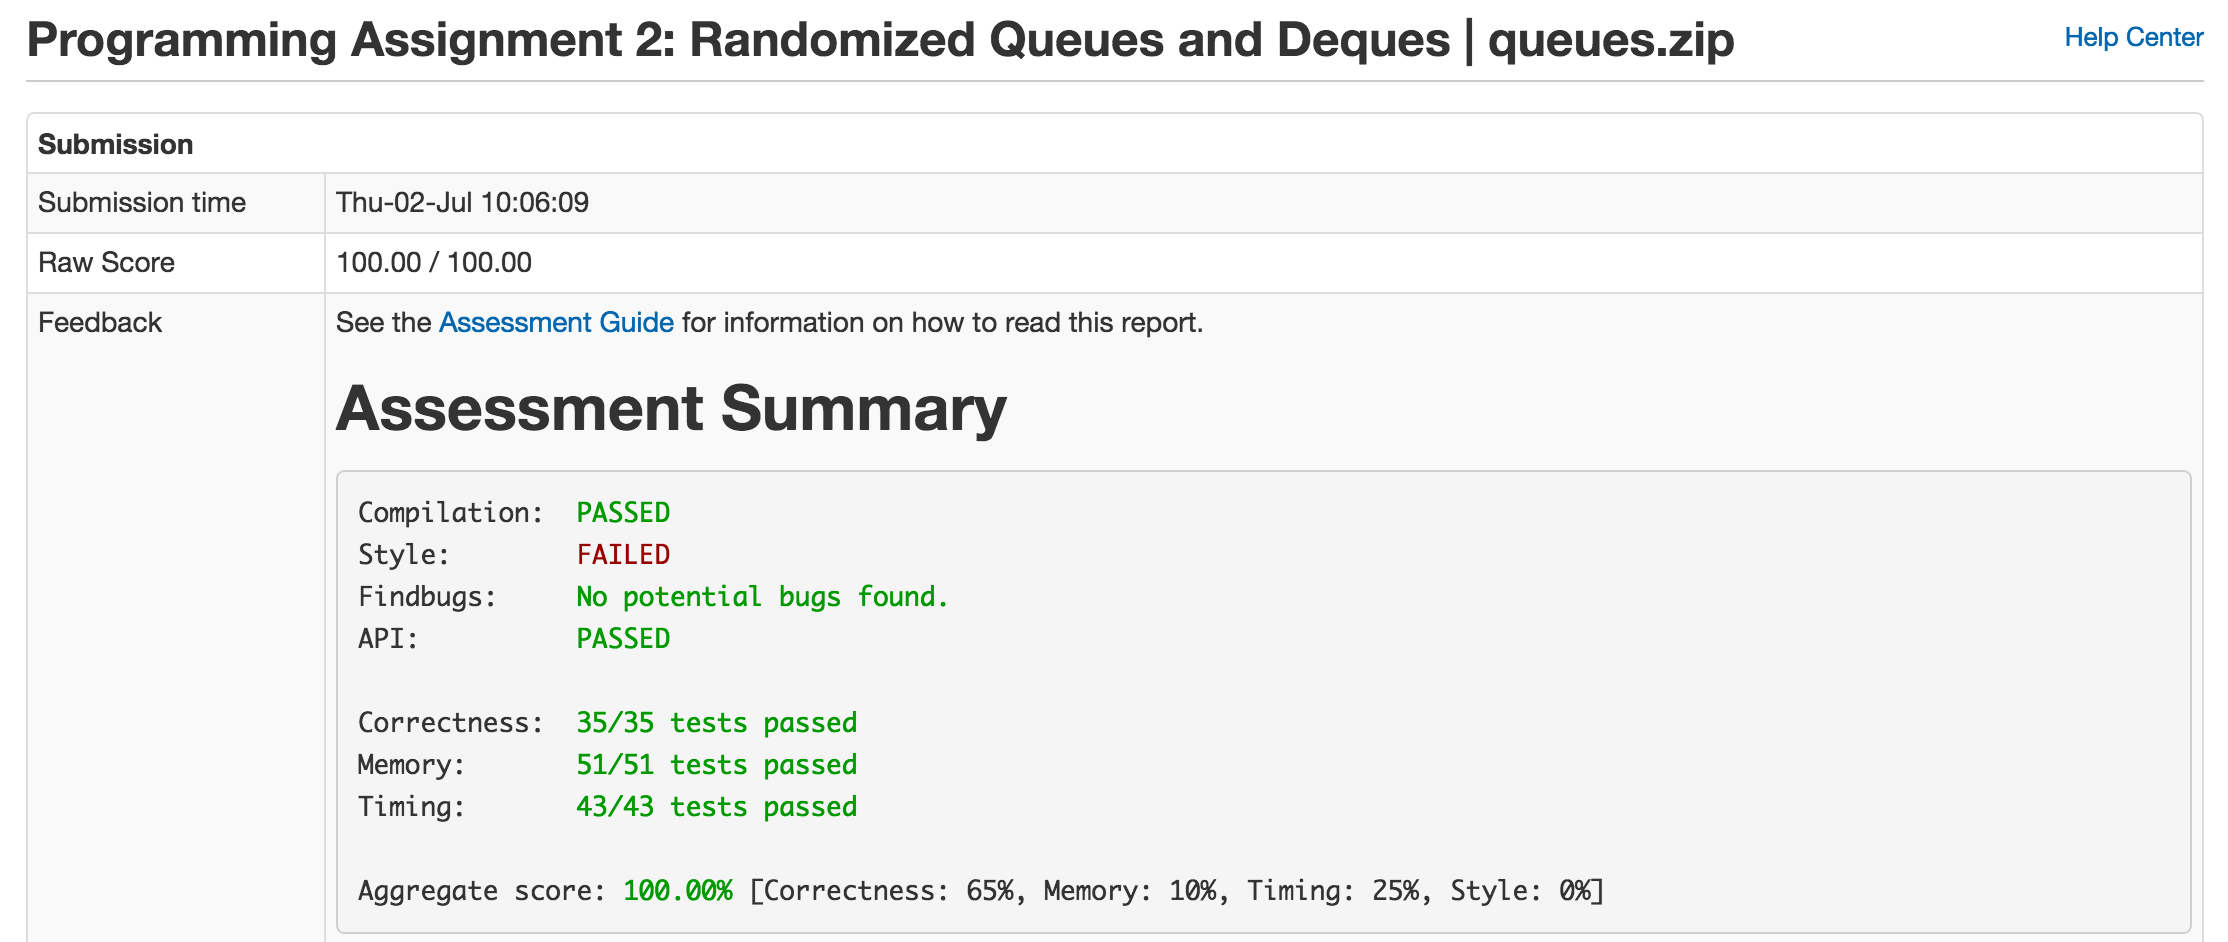 Programming Assignment 2: Randomized Queues and Deques | queues.zip
Help Center
Submission
Submission time Thu-02-Jul 10:06:09
Raw Score 100.00 / 100.00
Feedback See the Assessment Guide for information on how to read this report.
Assessment Summary
Compilation: PASSED
Style: FAILED
Findbugs: No potential bugs found.
API: PASSED
Correctness: 35/35 tests passed
Memory: 51/51 tests passed
Timing: 43/43 tests passed
Aggregate score: 100.00% [Correctness: 65%, Memory: 10%, Timing: 25%, Style: 0%]